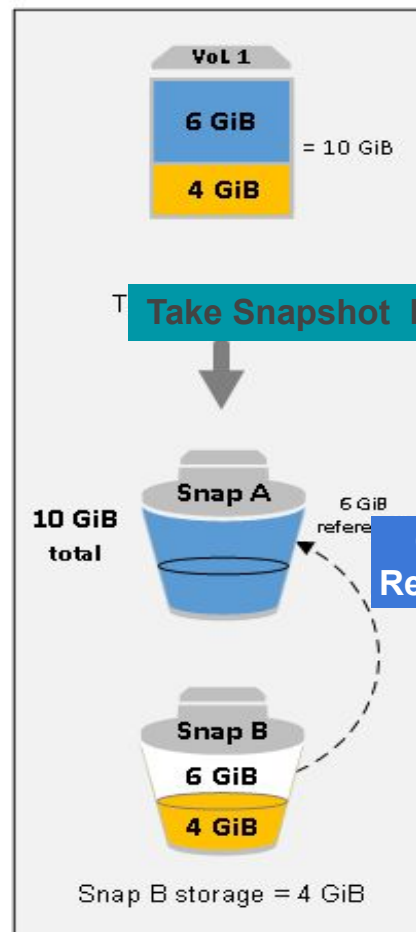 Vol 1
6 GiB
= 10 GiB
4 GiB
T
Take Snapshot
Snap A
10 GiB
total
6 GiB
Re
Snap B
6 GiB
4 GiB
Snap B storage = 4 GiB